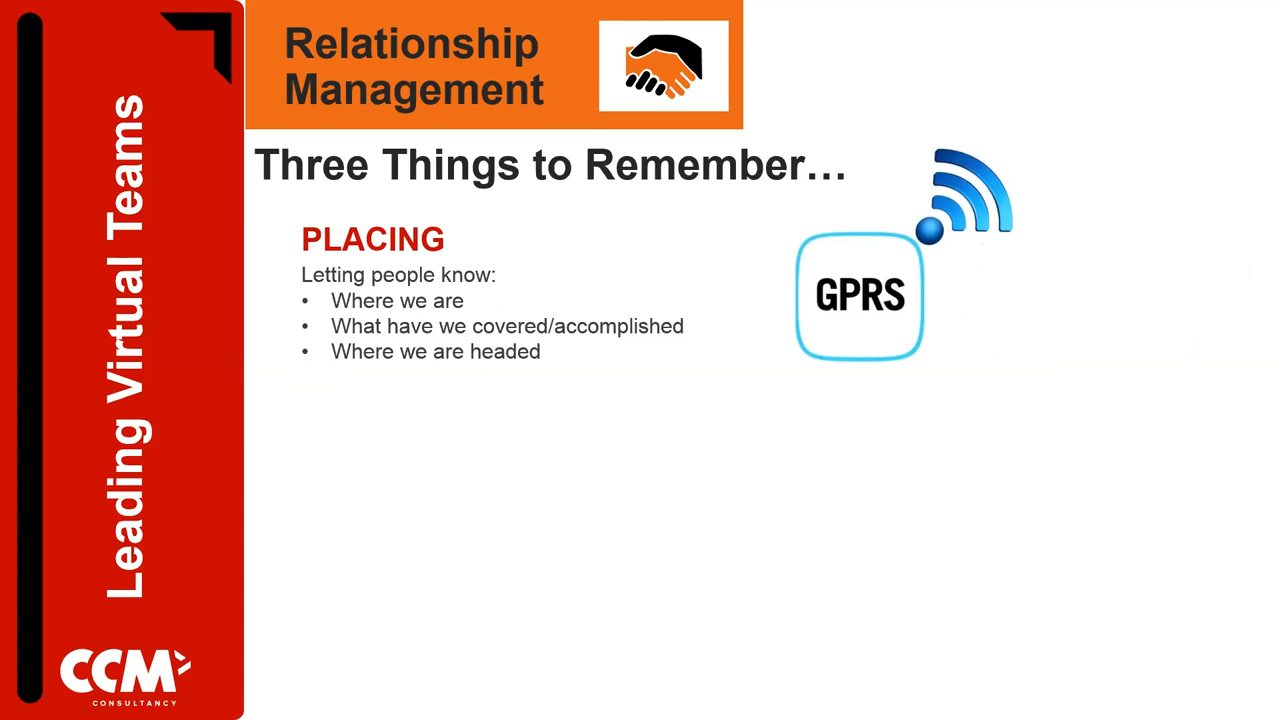 Leading Virtual Teams
CCM
CONSULTANCY
Relationship
Management
Three Things to Remember…
PLACING
Letting people know:
• Where we are
• What have we covered/accomplished
• Where we are headed
GPRS